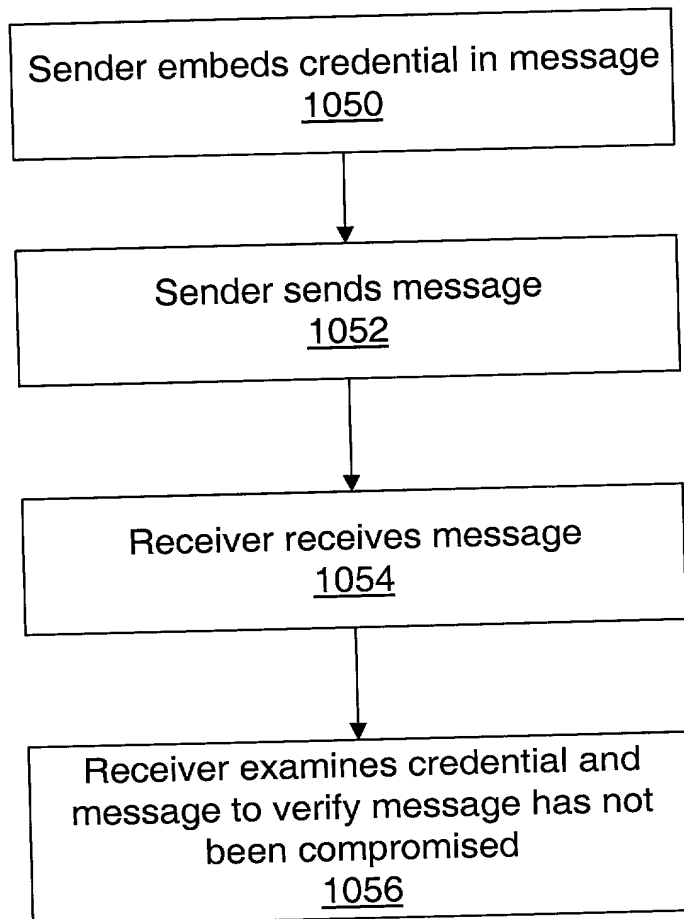 Sender embeds credential in message
1050
Sender sends message
1052
Receiver receives message
1054
Receiver examines credential and
message to verify message has not
been compromised
1056